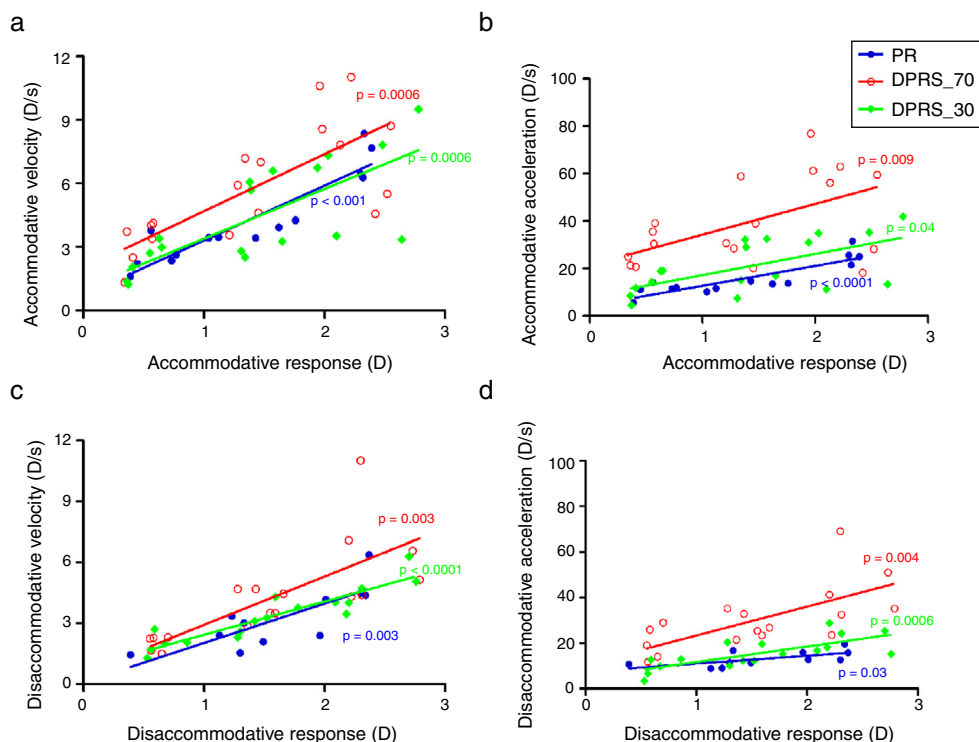 a
Accommodative velocity (D/s)
12
9
6
3
0
p = 0.0006
p = 0.0006
p < 0.001
0 1 2 3
Accommodative response (D)
b
Accommodative acceleration (D/s)
100
80
60
40
20
0
PR
DPRS_70
DPRS_30
p = 0.009
p = 0.04
p < 0.0001
0 1 2 3
Accommodative response (D)
c
Disaccommodative velocity (D/s)
12
9
6
3
0
p = 0.003
p < 0.0001
p = 0.003
0 1 2 3
Disaccommodative response (D)
d
Disaccommodative acceleration (D/s)
100
80
60
40
20
0
p = 0.004
p = 0.0006
p = 0.03
0 1 2 3
Disaccommodative response (D)